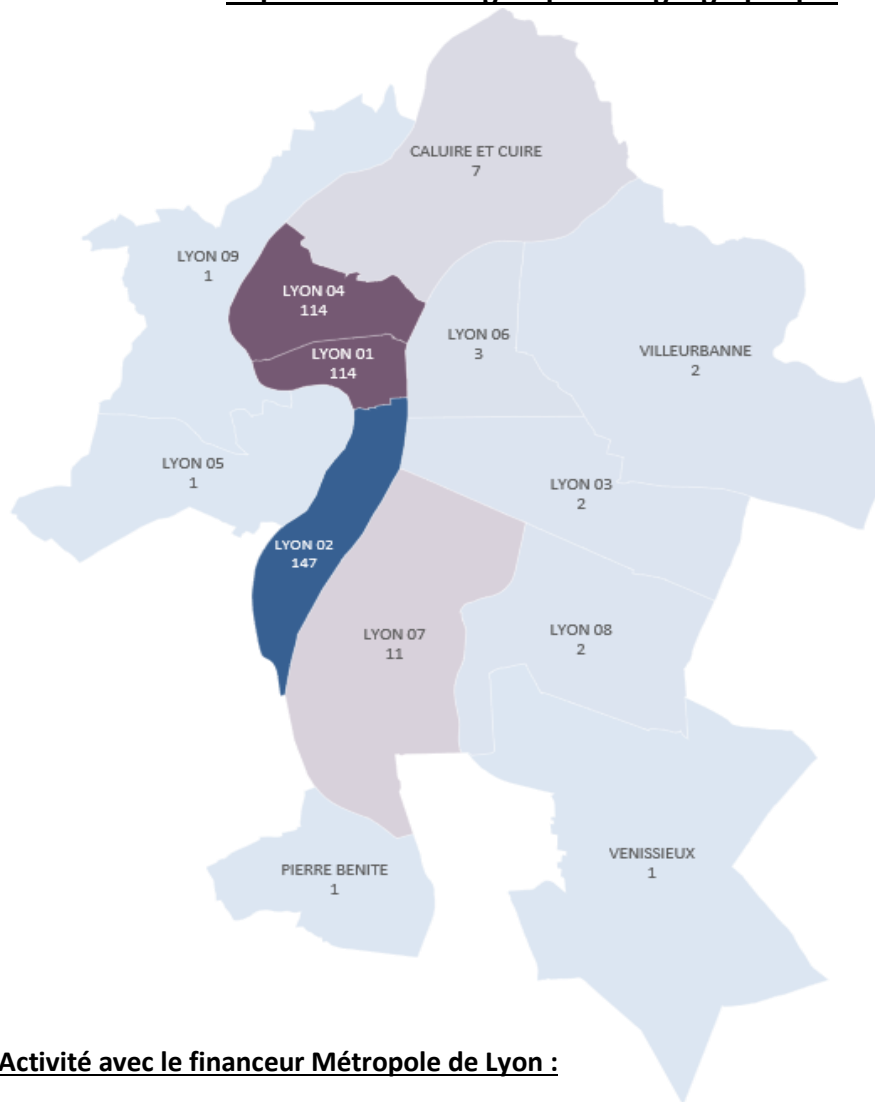 CALUIRE ET CUIRE
7
LYON 09
1
LYON 04
114
LYON 06
3
LYON 01
114
VILLEURBANNE
2
LYON 05
1
LYON 03
2
LYON 02
147
LYON 07
11
LYON 08
2
VENISSIEUX
1
PIERRE BENITE
1
Activité avec le financeur Métropole de Lyon :